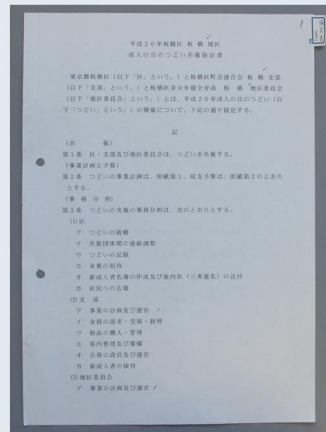 平成20年板橋区 板 橋 地区
成人の日のつどい共催協定書
東京都板橋区（以下「区」という。）と板橋区町会連合会 板 橋 支部
（以下「支部」という。）と板橋区青少年健全育成 板 橋 地区委員会
（以下「地区委員会」という。）とは、平成20年成人の日のつどい（以
下「つどい」という。）の開催について、下記の通り協定する。
記
（共 催）
第1条 区・支部及び地区委員会は、つどいを共催する。
（事業計画と予算）
第2条 つどいの事業計画は、別紙第1、収支予算は、別紙第2のとおり
とする。
（事 務 分 担）
第3条 つどいの実施の事務分担は、次のとおりとする。
(1)区
ア つどいの統轄
イ 共催団体間の連絡調整
ウ つどいの記録
エ 来賓の招待
オ 新成人者名簿の作成及び案内状（三者連名）の送付
カ 区民への広報
(2)支 部
ア 事業の計画及び運営
イ 金銭の請求・受領・経理
ウ 物品の購入・管理
エ 場内整理及び警備
オ 会場の設営及び運営
カ 新成人者の接待
(3)地区委員会
ア 事業の計画及び運営